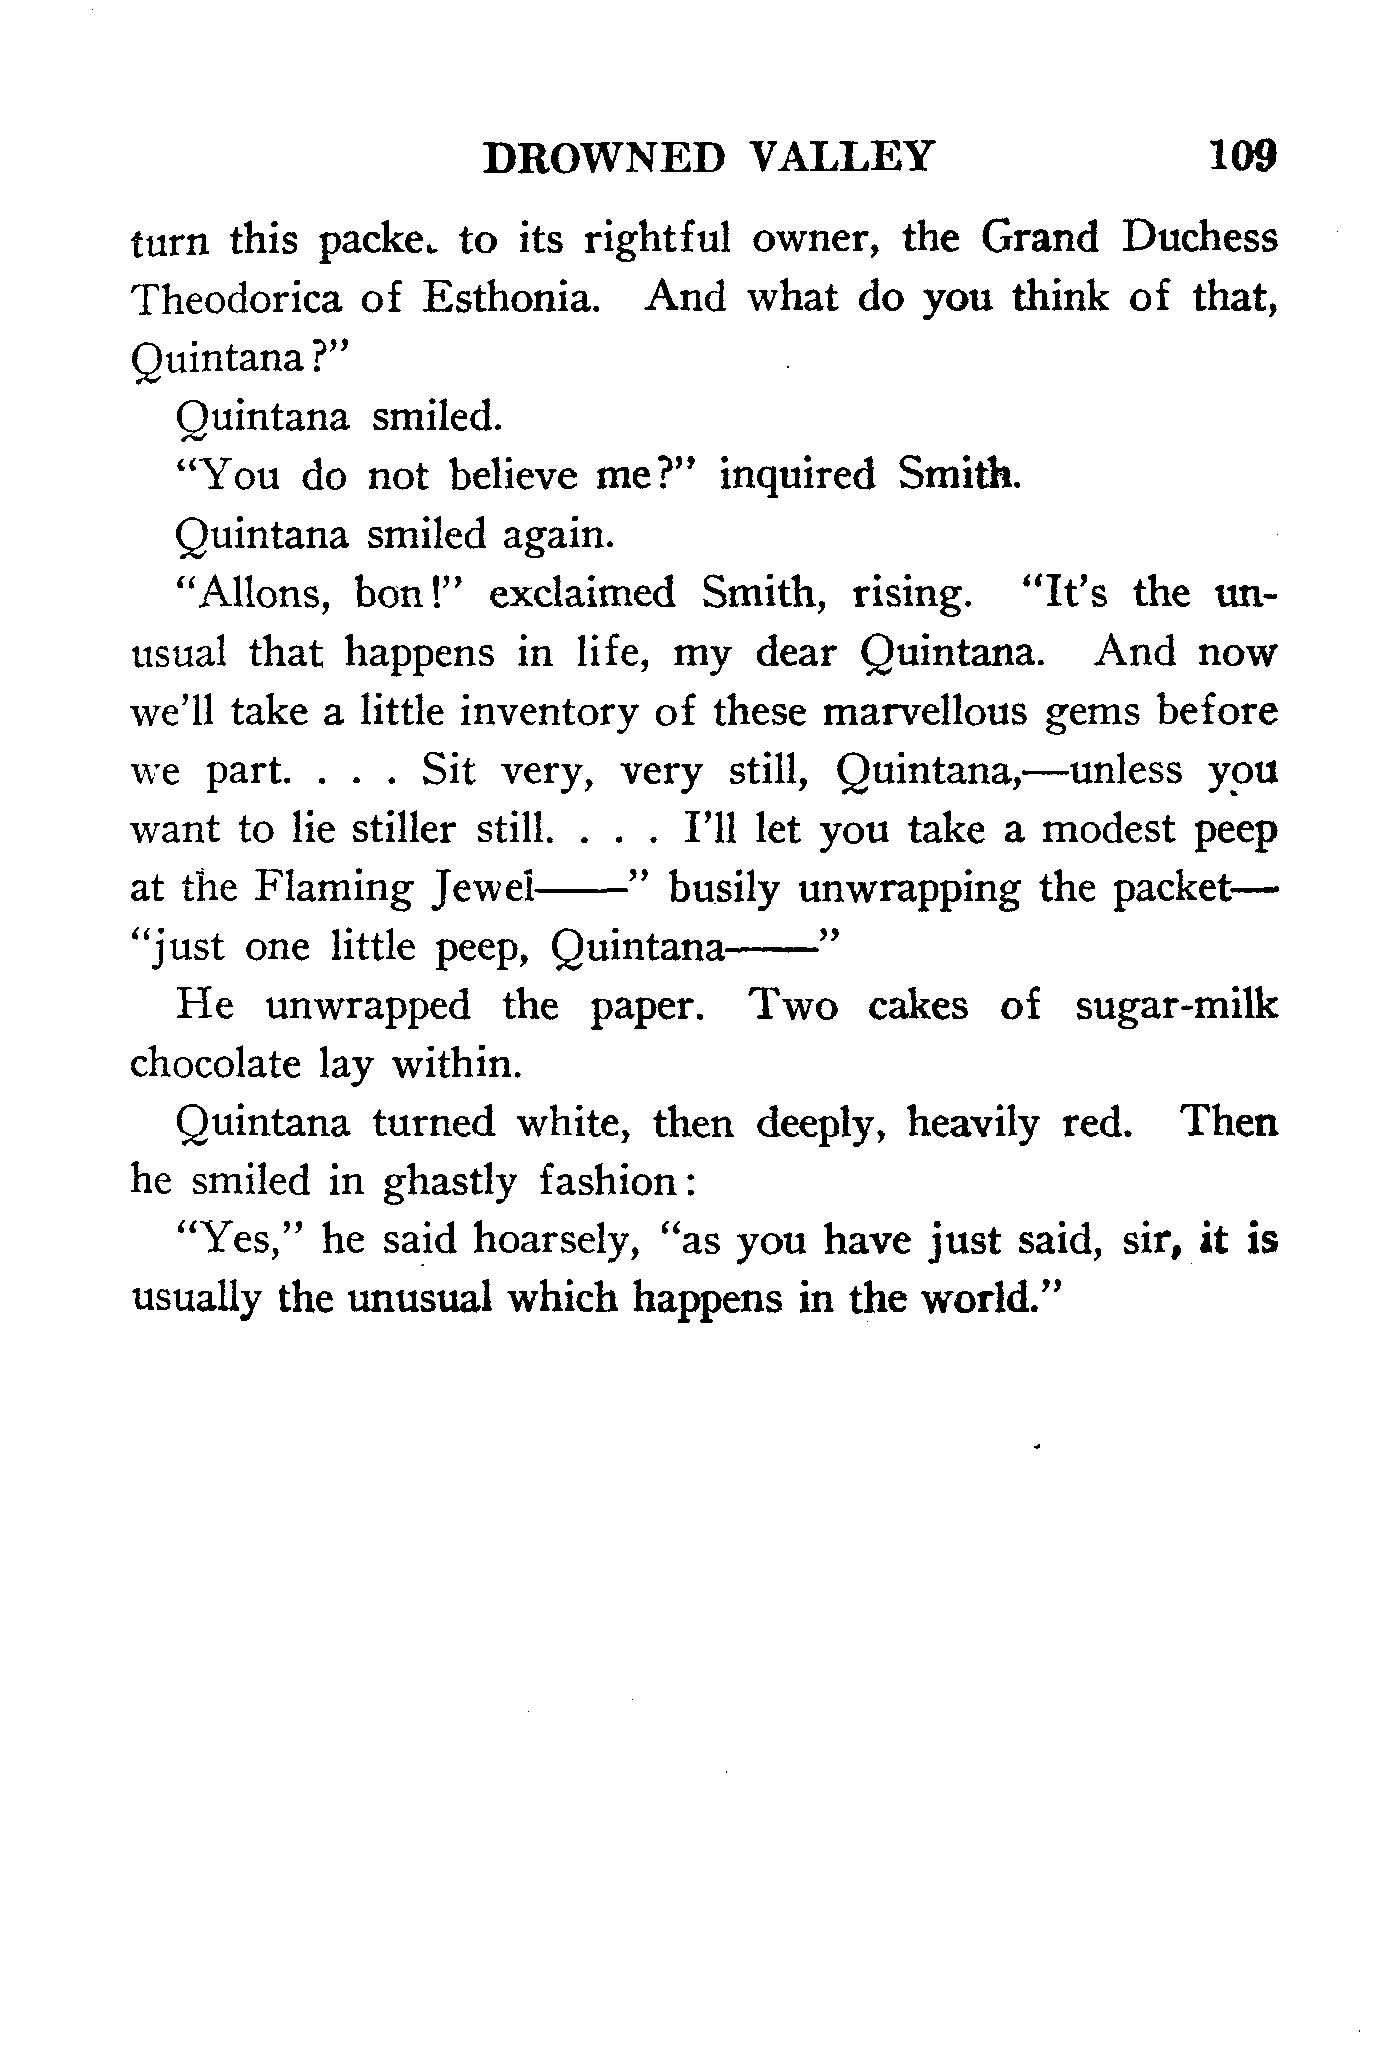 DROWNED VALLEY 109
turn this packet to its rightful owner, the Grand Duchess
Theodorica of Esthonia. And what do you think of that,
Quintana?”
Quintana smiled.
“You do not believe me?” inquired Smith.
Quintana smiled again.
“Allons, bon!” exclaimed Smith, rising. “It’s the un-
usual that happens in life, my dear Quintana. And now
we’ll take a little inventory of these marvellous gems before
we part. . . . Sit very, very still, Quintana,—unless you
want to lie stiller still. . . . I’ll let you take a modest peep
at the Flaming Jewel——” busily unwrapping the packet—
“just one little peep, Quintana——”
He unwrapped the paper. Two cakes of sugar-milk
chocolate lay within.
Quintana turned white, then deeply, heavily red. Then
he smiled in ghastly fashion:
“Yes,” he said hoarsely, “as you have just said, sir, it is
usually the unusual which happens in the world.”